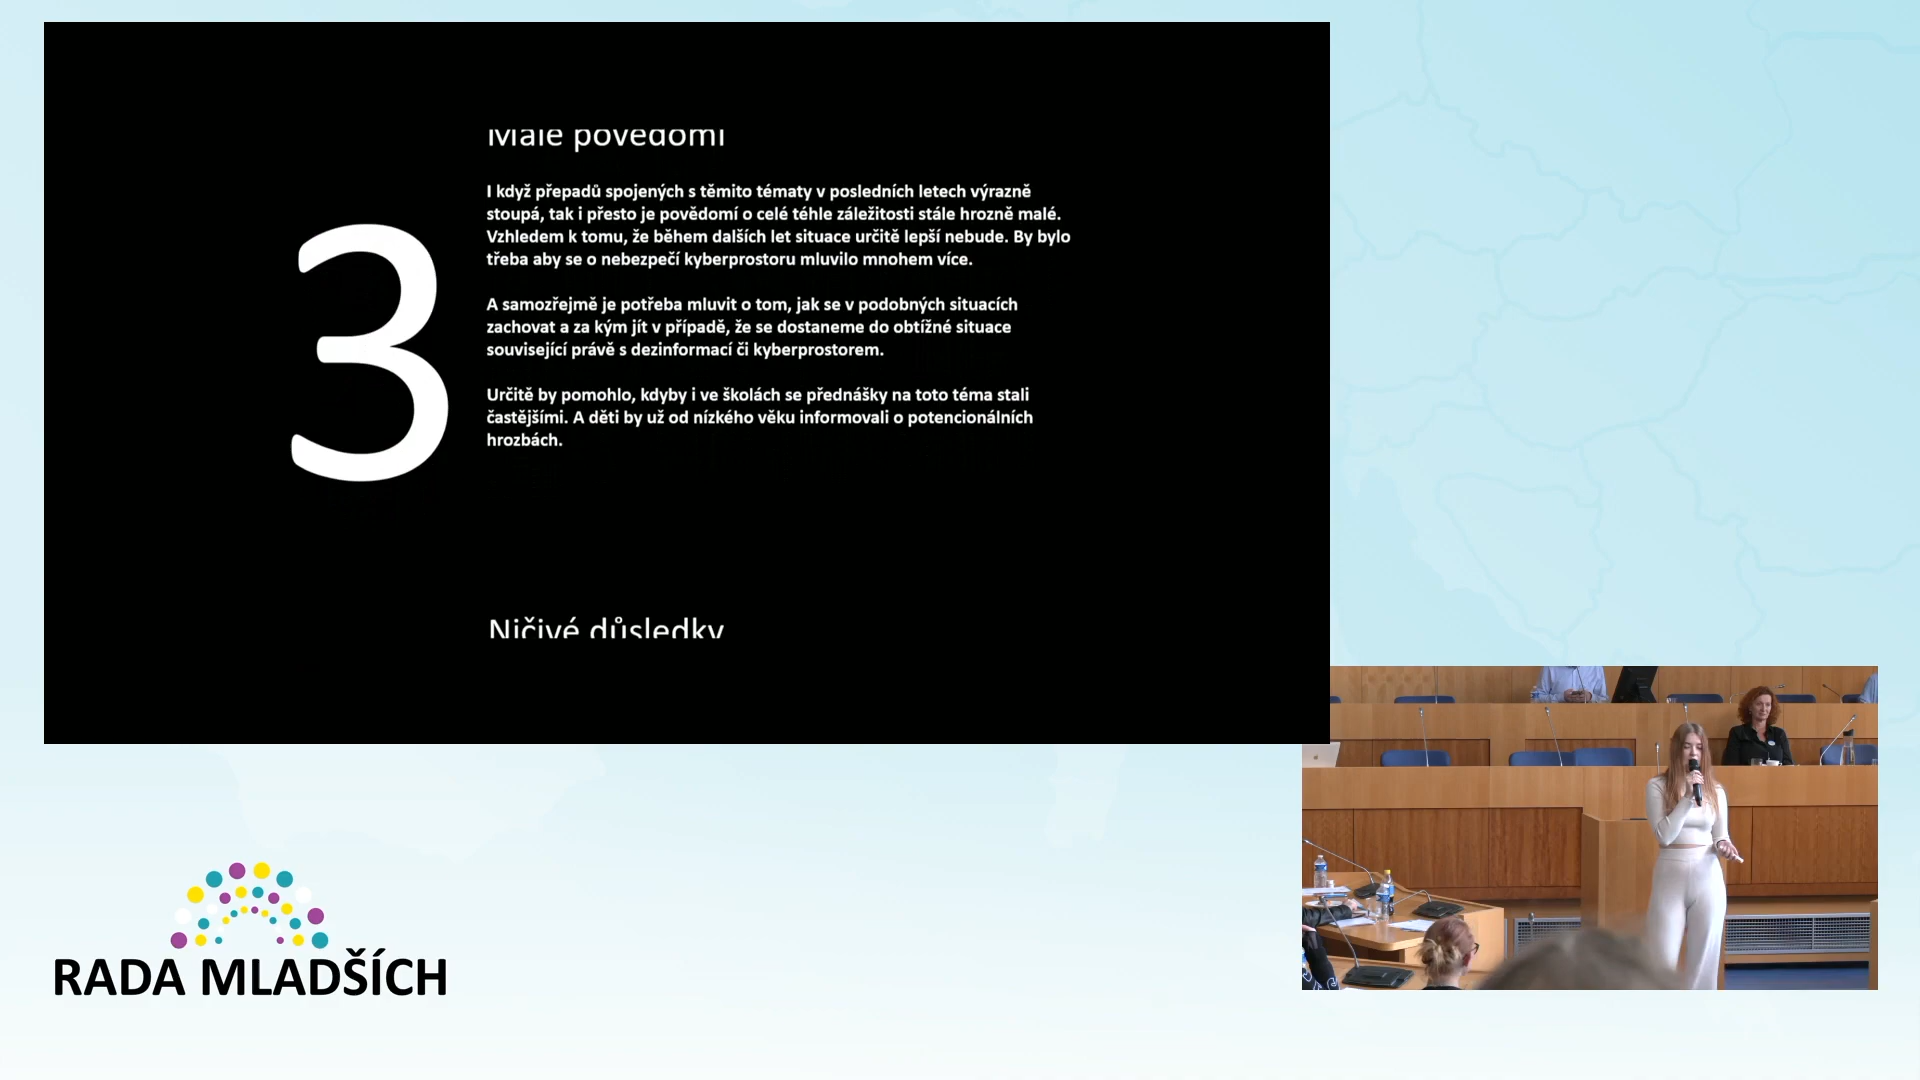 Malé povědomí
I když přepadů spojených s těmito tématy v posledních letech výrazně
stoupá, tak i přesto je povědomí o celé téhle záležitosti stále hrozně malé.
Vzhledem k tomu, že během dalších let situace určitě lepší nebude. By bylo
třeba aby se o nebezpečí kyberprostoru mluvilo mnohem více.
A samozřejmě je potřeba mluvit o tom, jak se v podobných situacích
zachovat a za kým jít v případě, že se dostaneme do obtížné situace
související právě s dezinformací či kyberprostorem.
Určitě by pomohlo, kdyby i ve školách se přednášky na toto téma stali
častějšími. A děti by už od nízkého věku informovali o potencionálních
hrozbách.
3
Ničivé důsledky
RADA MLADŠÍCH